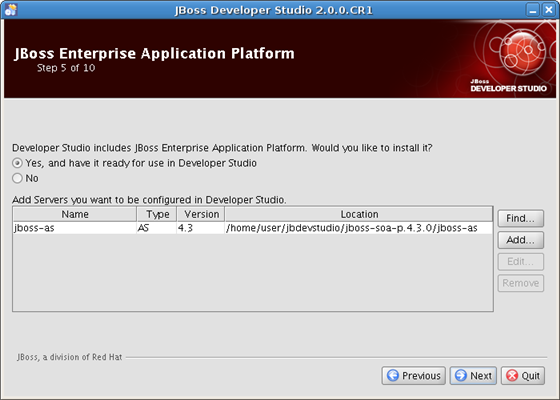 JBoss Developer Studio 2.0.0.CR1
JBoss Enterprise Application Platform
Step 5 of 10
JBoss
DEVELOPER STUDIO
Developer Studio includes JBoss Enterprise Application Platform. Would you like to install it?
Yes, and have it ready for use in Developer Studio
No
Add Servers you want to be configured in Developer Studio.
Name Type Version Location
jboss-as AS 4.3 /home/user/jbdevstudio/jboss-soa-p.4.3.0/jboss-as
Find...
Add...
Edit...
Remove
JBoss, a division of Red Hat
Previous Next Quit